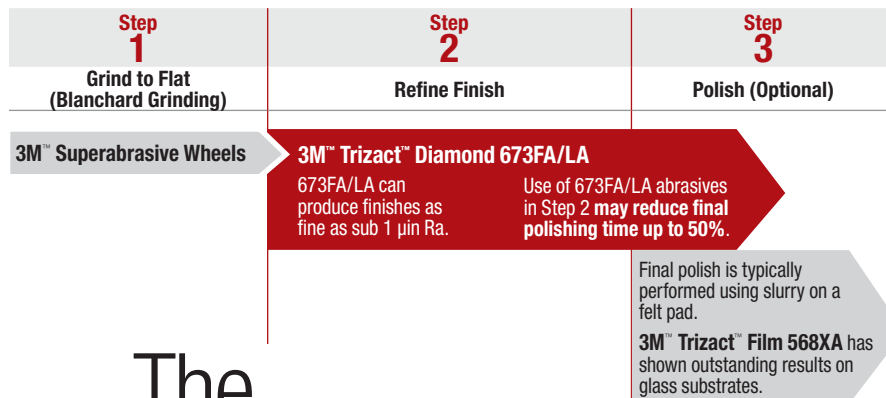 Step
1
Step
2
Step
3
Grind to Flat
(Blanchard Grinding)
Refine Finish
Polish (Optional)
3M™ Superabrasive Wheels
3M™ Trizact™ Diamond 673FA/LA
673FA/LA can
produce finishes as
fine as sub 1 µin Ra.
Use of 673FA/LA abrasives
in Step 2 may reduce final
polishing time up to 50%.
Final polish is typically
performed using slurry on a
felt pad.
3M™ Trizact™ Film 568XA has
shown outstanding results on
glass substrates.
The